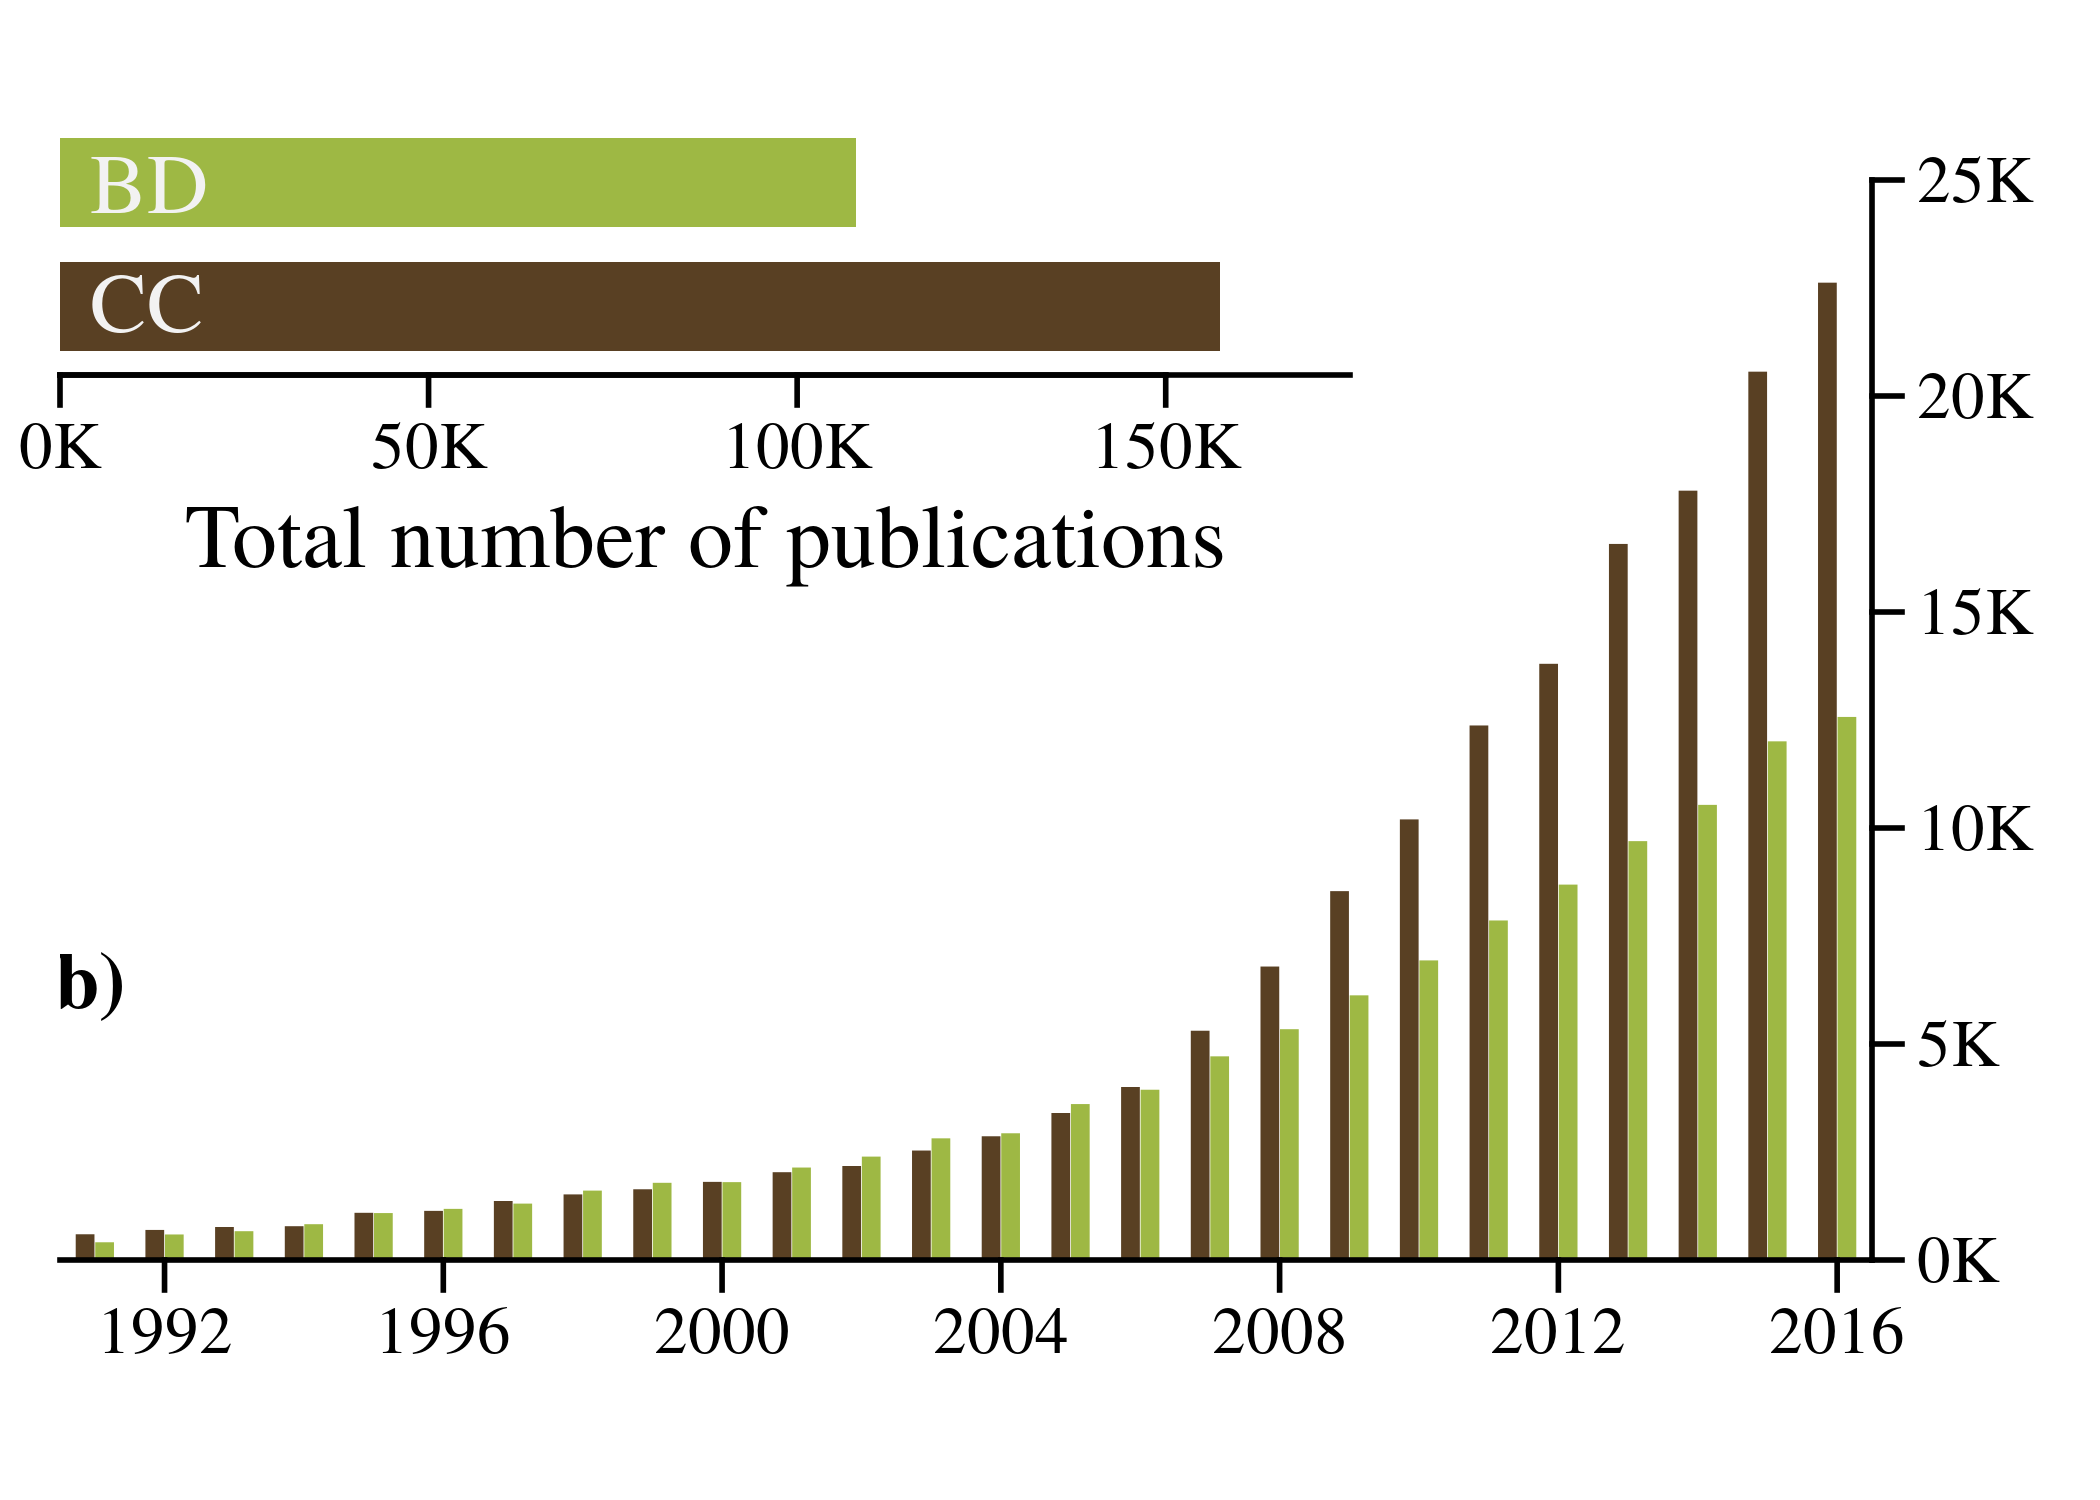 BD
CC
0K 50K 100K 150K
Total number of publications
25K
20K
15K
10K
5K
0K
b)
1992 1996 2000 2004 2008 2012 2016